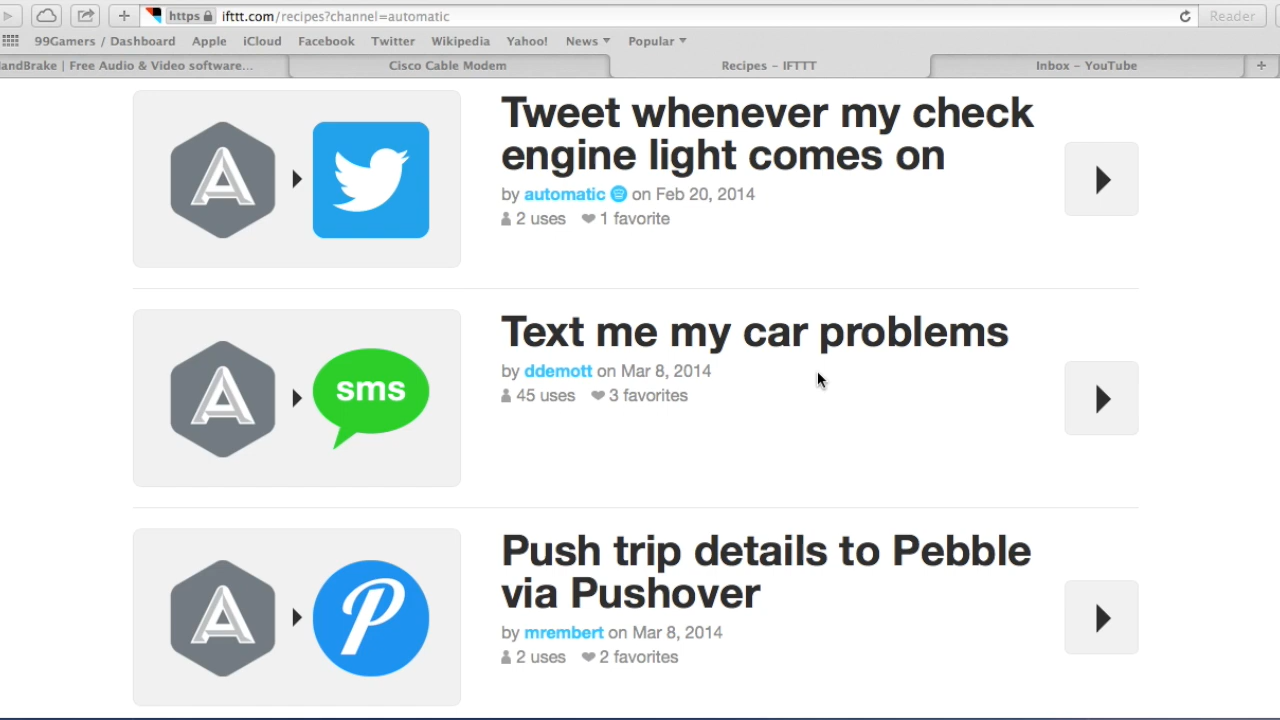 https ifttt.com/recipes?channel=automatic Reader
99Gamers / Dashboard Apple iCloud Facebook Twitter Wikipedia Yahoo! News Popular
HandBrake | Free Audio & Video software... Cisco Cable Modem Recipes – IFTTT Inbox – YouTube +
Tweet whenever my check
engine light comes on
by automatic on Feb 20, 2014
2 uses 1 favorite
Text me my car problems
by ddemott on Mar 8, 2014
45 uses 3 favorites
sms
Push trip details to Pebble
via Pushover
by mrembert on Mar 8, 2014
2 uses 2 favorites